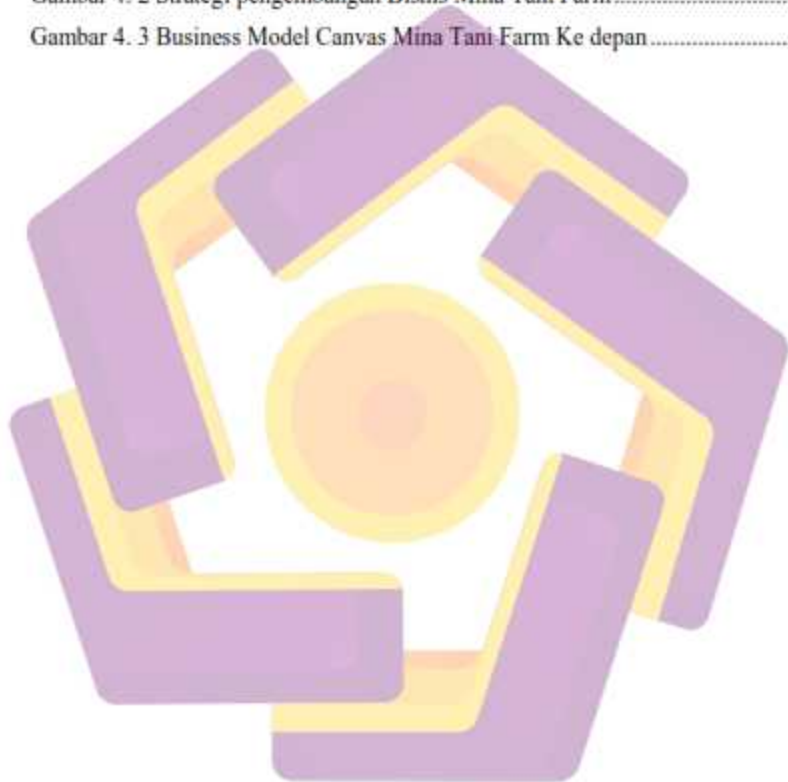 Gambar 4. 2 Strategi pengembangan Bisnis Mina Tani Farm........................
Gambar 4. 3 Business Model Canvas Mina Tani Farm Ke depan........................